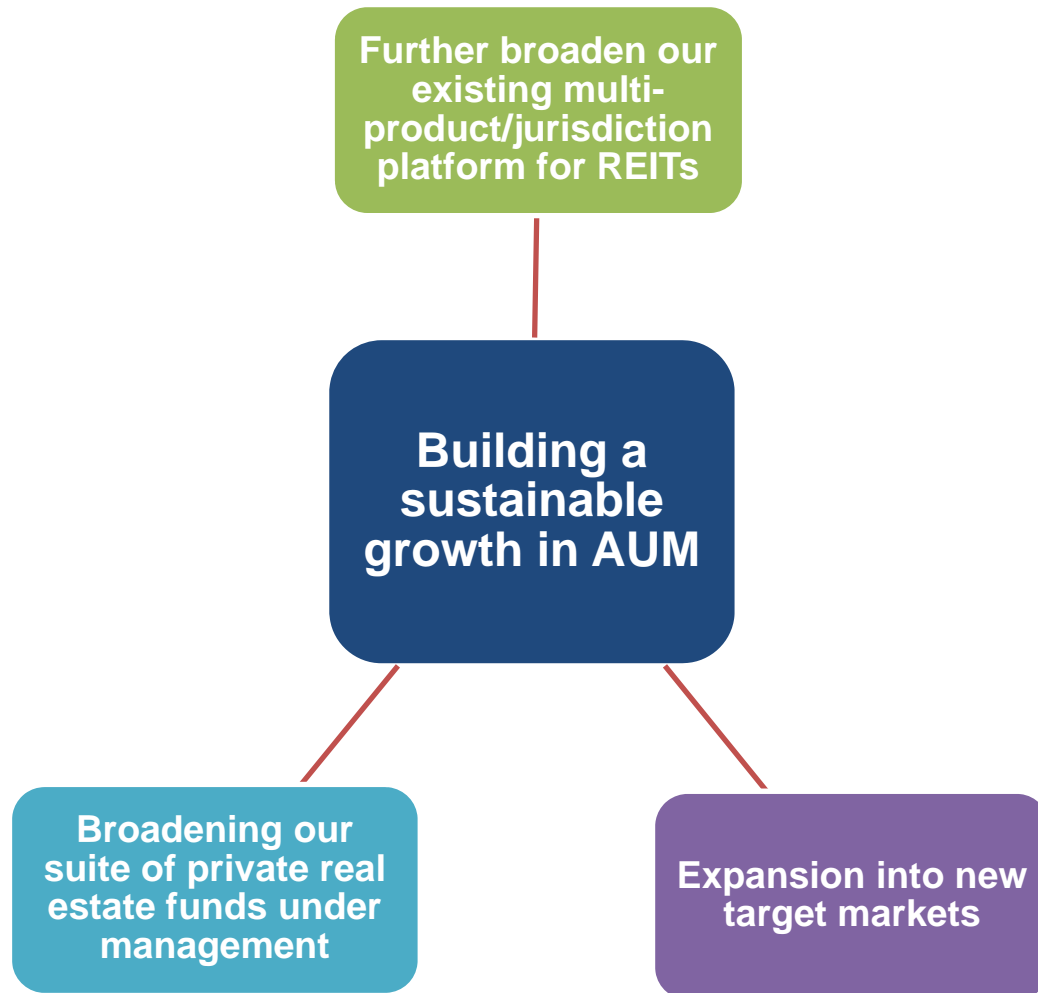 Further broaden our
existing multi-
product/jurisdiction
platform for REITs
Building a
sustainable
growth in AUM
Broadening our
suite of private real
estate funds under
management
Expansion into new
target markets